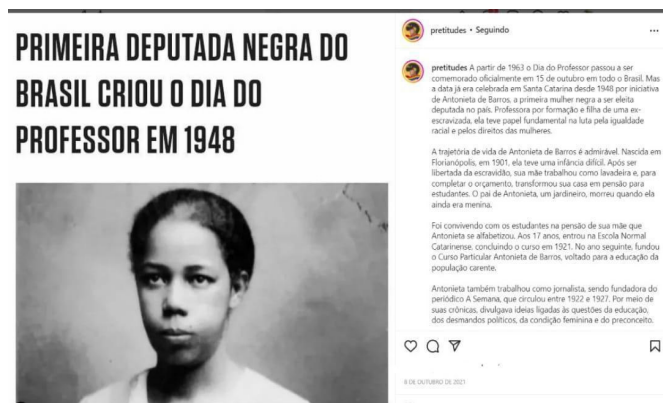 PRIMEIRA DEPUTADA NEGRA DO
BRASIL CRIOU O DIA DO
PROFESSOR EM 1948
pretitudes • Seguindo
pretitudes A partir de 1963 o Dia do Professor passou a ser
comemorado oficialmente em 15 de outubro em todo o Brasil. Mas
a data já era celebrada em Santa Catarina desde 1948 por iniciativa
de Antonieta de Barros, a primeira mulher negra a ser eleita
deputada no país. Professora por formação e filha de uma ex-
escravizada, ela teve papel fundamental na luta pela igualdade
racial e pelos direitos das mulheres.
A trajetória de vida de Antonieta de Barros é admirável. Nascida em
Florianópolis, em 1901, ela teve uma infância difícil. Após ser
libertada da escravidão, sua mãe trabalhou como lavadeira e, para
completar o orçamento, transformou sua casa em pensão para
estudantes. O pai de Antonieta, um jardineiro, morreu quando ela
ainda era menina.
Foi convivendo com os estudantes na pensão de sua mãe que
Antonieta se alfabetizou. Aos 17 anos, entrou na Escola Normal
Catarinense, concluindo o curso em 1921. No ano seguinte, fundou
o Curso Particular Antonieta de Barros, voltado para a educação da
população carente.
Antonieta também trabalhou como jornalista, sendo fundadora do
periódico A Semana, que circulou entre 1922 e 1927. Por meio de
suas crônicas, divulgava ideias ligadas às questões da educação,
dos desmandos políticos, da condição feminina e do preconceito.
8 DE OUTUBRO DE 2021